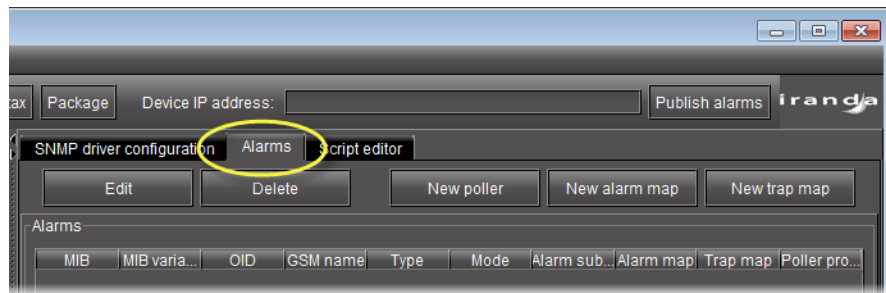 tax Package Device IP address: Publish alarms iranda
SNMP driver configuration Alarms Script editor
Edit Delete New poller New alarm map New trap map
Alarms
MIB MIB varia... OID GSM name Type Mode Alarm sub... Alarm map Trap map Poller pro...